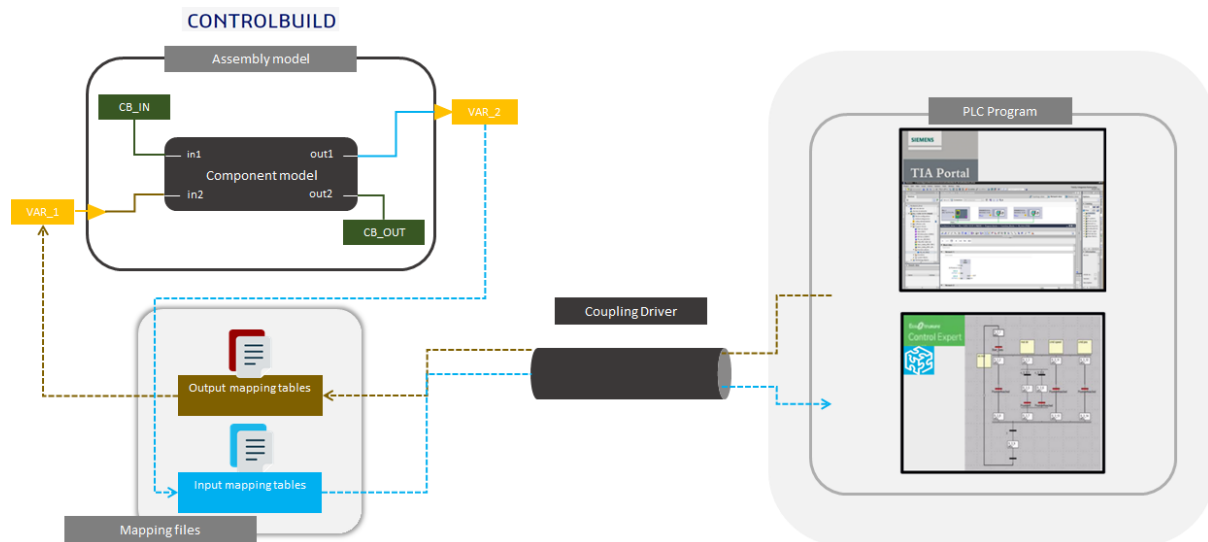 CONTROLBUILD
Assembly model
CB_IN
VAR_2
in1
out1
Component model
in2
out2
VAR_1
CB_OUT
PLC Program
SIEMENS
TIA Portal
Coupling Driver
Control Expert
Output mapping tables
Input mapping tables
Mapping files